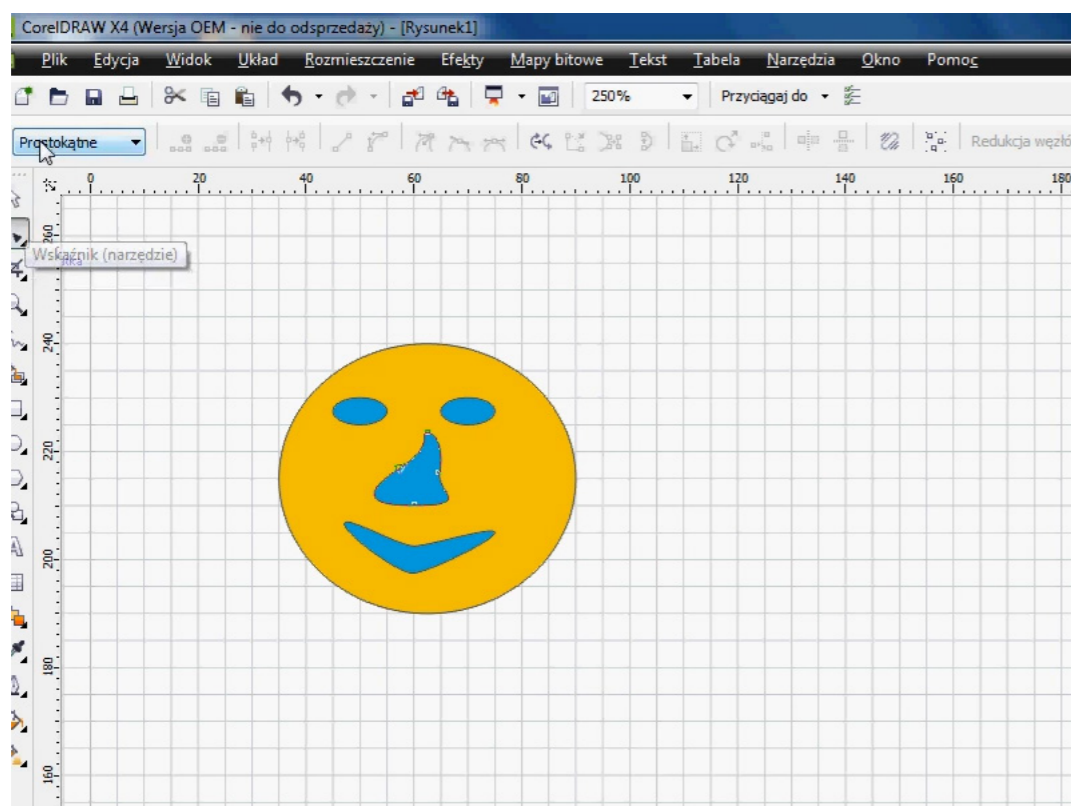 CorelDRAW X4 (Wersja OEM - nie do odsprzedaży) - [Rysunek1]
Plik Edycja Widok Układ Rozmieszczenie Efekty Mapy bitowe Tekst Tabela Narzędzia Okno Pomoc
250% Przyciągaj do
Prostokątne Redukcja węzłó
0 20 40 60 80 100 120 140 160 180
260
Wskaźnik (narzędzie)
240
220
200
180
160